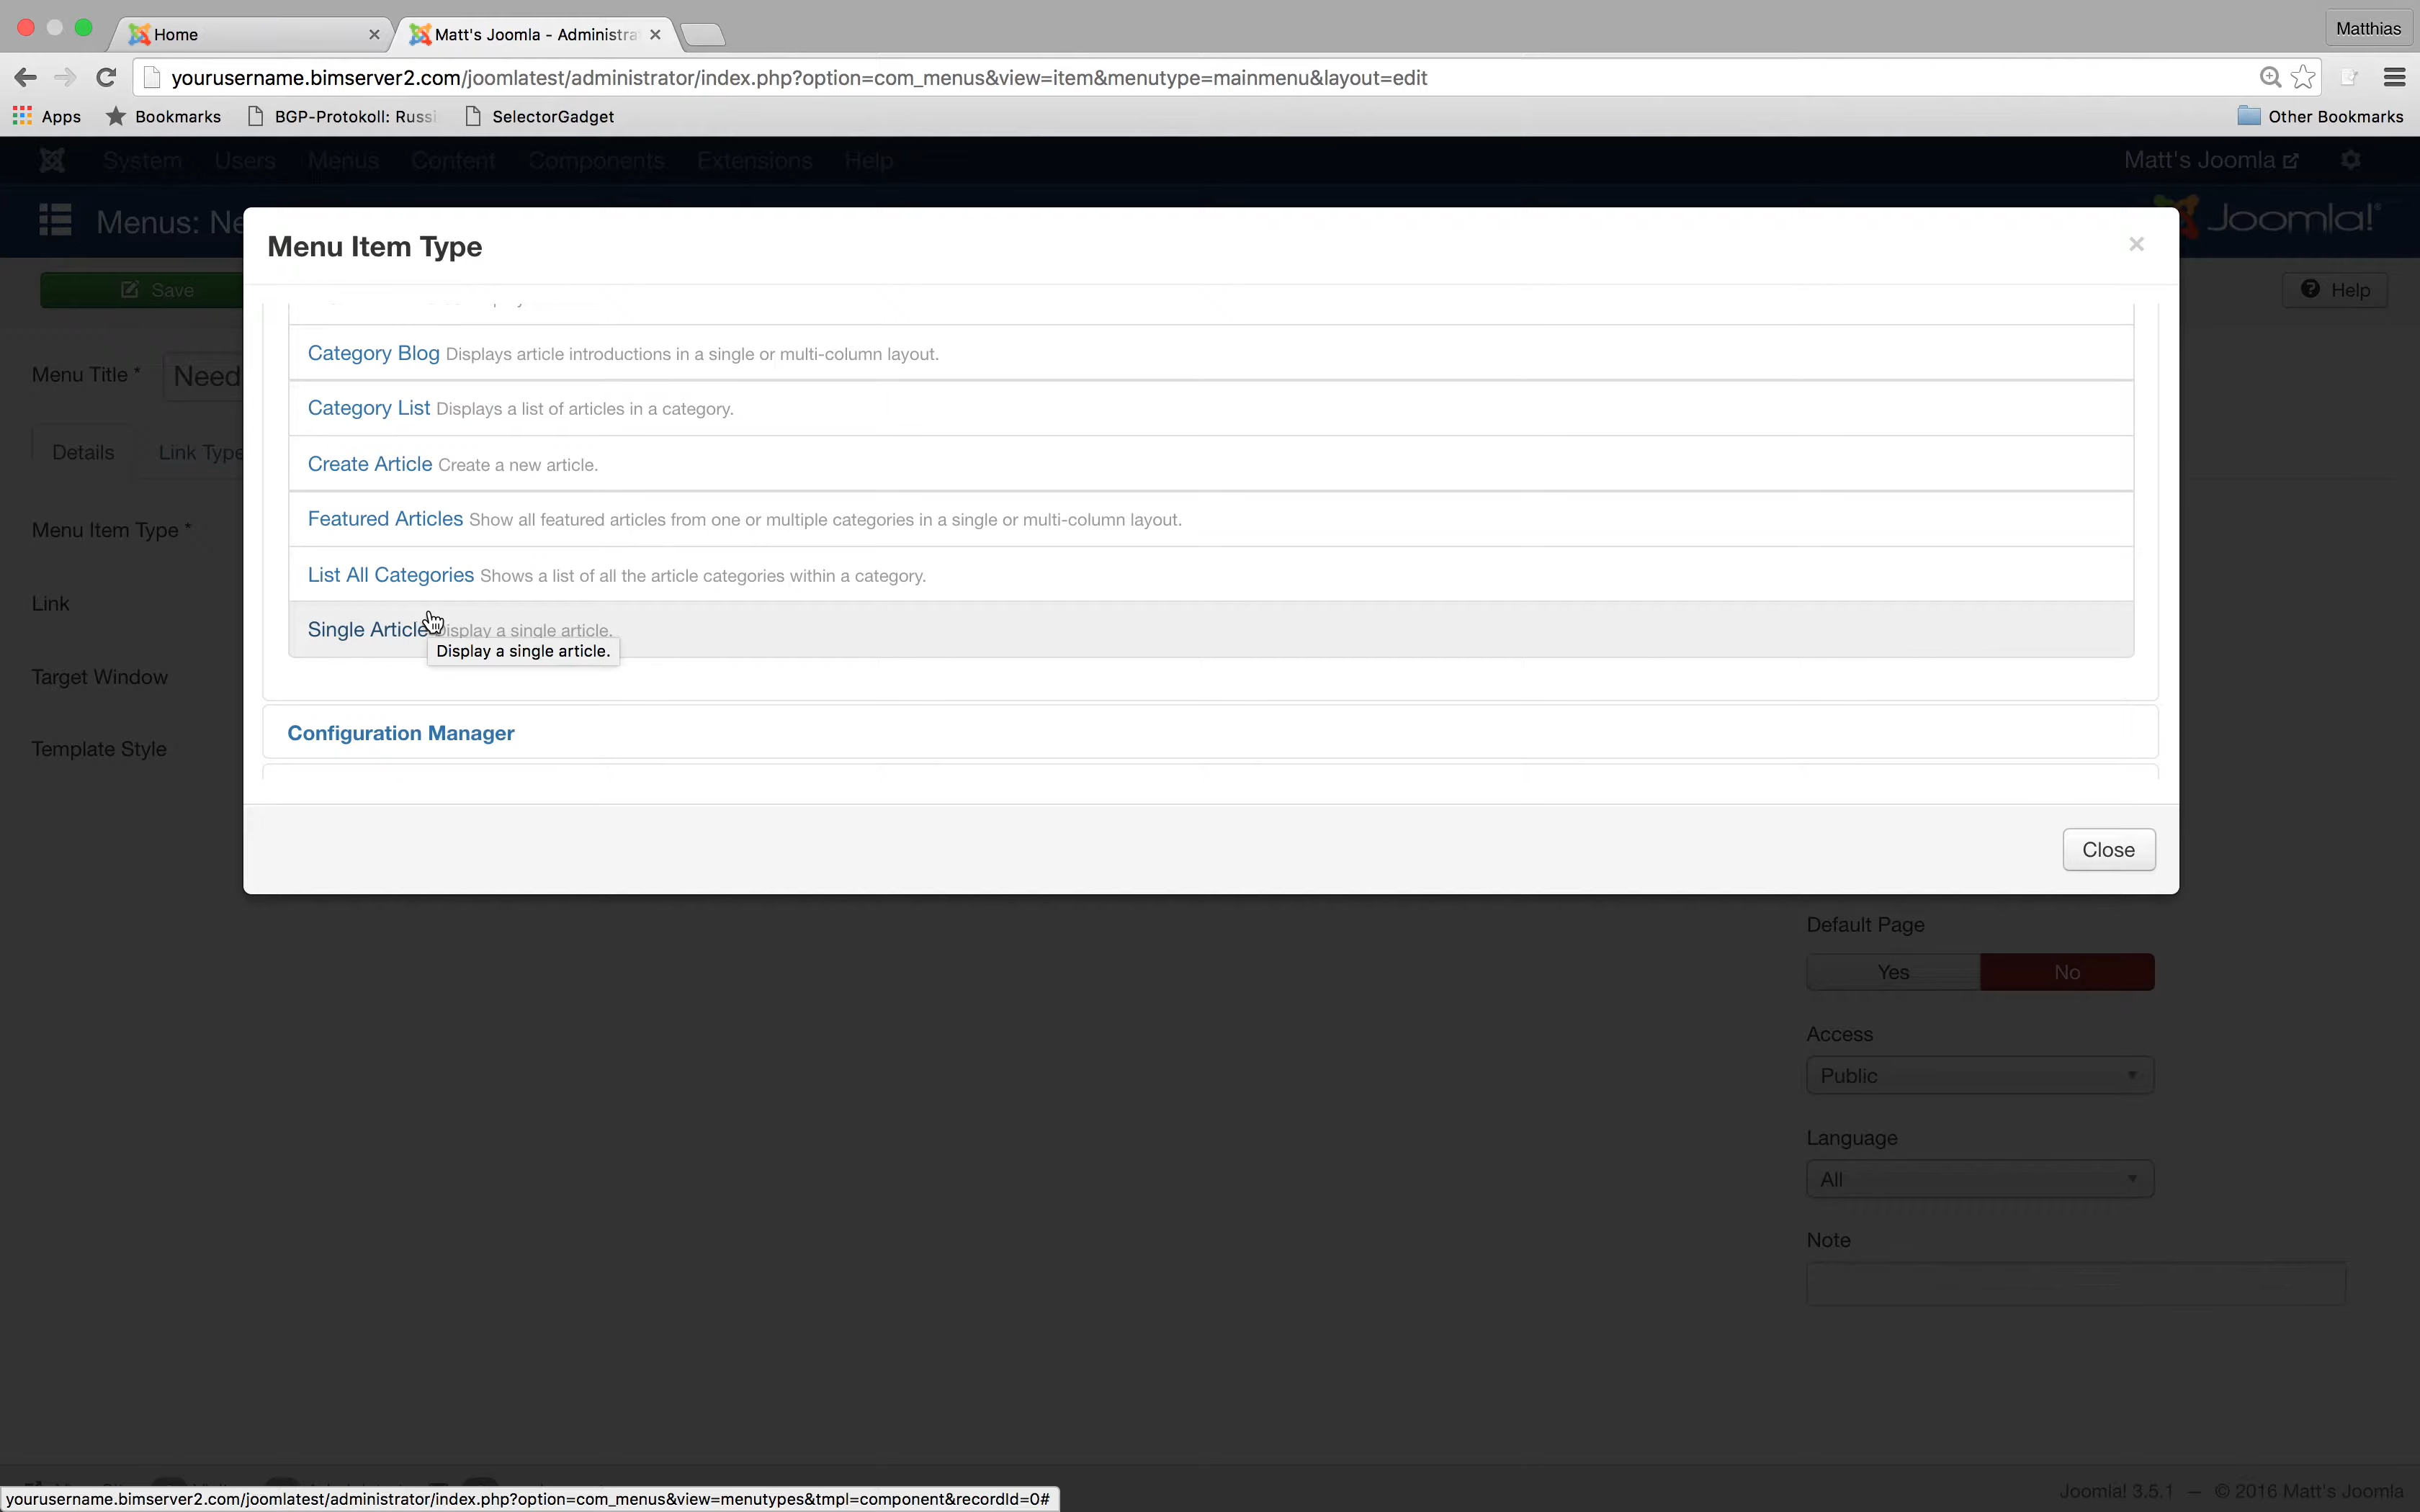 Home
Matt's Joomla - Administra
Matthias
yourusername.bimserver2.com/joomlatest/administrator/index.php?option=com_menus&view=item&menutype=mainmenu&layout=edit
Apps
Bookmarks
BGP-Protokoll: Russi
SelectorGadget
Other Bookmarks
System Users Menus Content Components Extensions Help
Matt's Joomla
Menus: Ne
Joomla!
Menu Item Type
Save
Help
Category Blog Displays article introductions in a single or multi-column layout.
Menu Title *
Need
Category List Displays a list of articles in a category.
Details
Link Type
Create Article Create a new article.
Featured Articles Show all featured articles from one or multiple categories in a single or multi-column layout.
Menu Item Type *
List All Categories Shows a list of all the article categories within a category.
Link
Single Article Display a single article.
Display a single article.
Target Window
Configuration Manager
Template Style
Close
Default Page
Yes No
Access
Public
Language
All
Note
Joomla! 3.5.1 — © 2016 Matt's Joomla
yourusername.bimserver2.com/joomlatest/administrator/index.php?option=com_menus&view=menutypes&tmpl=component&recordId=0#